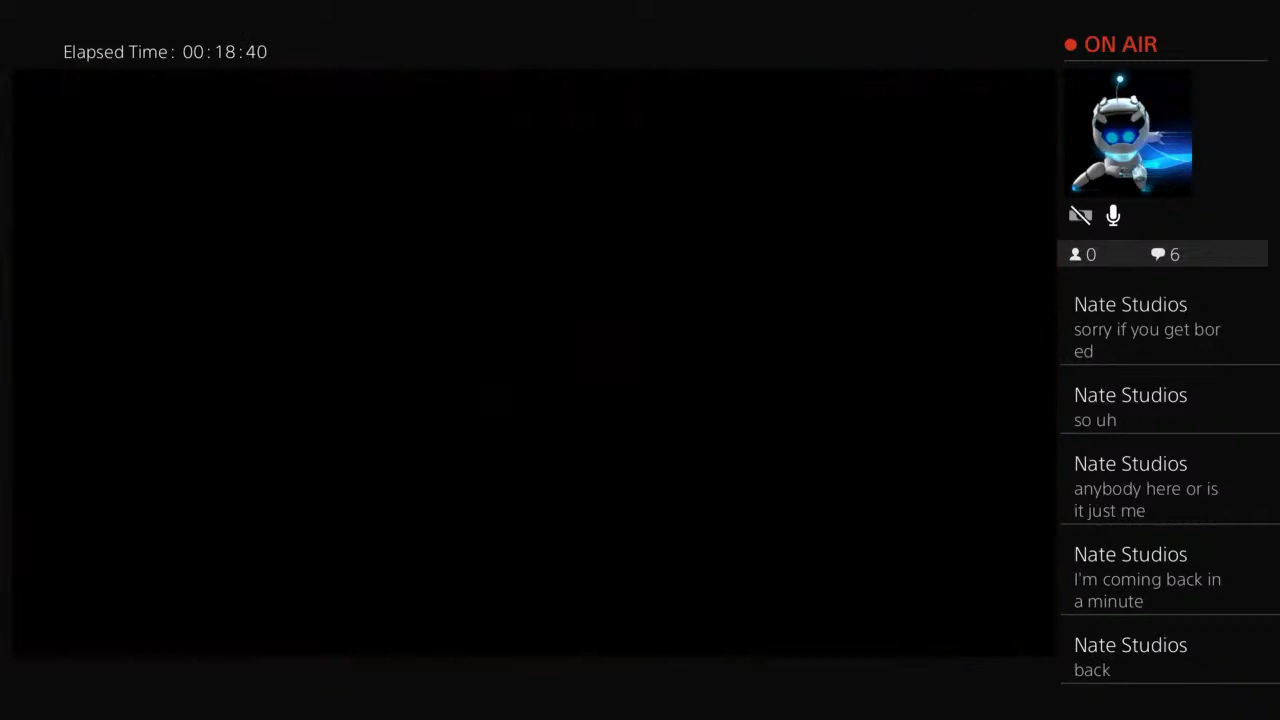 Elapsed Time: 00:18:40
ON AIR
0 6
Nate Studios
sorry if you get bor
ed
Nate Studios
so uh
Nate Studios
anybody here or is
it just me
Nate Studios
I'm coming back in
a minute
Nate Studios
back